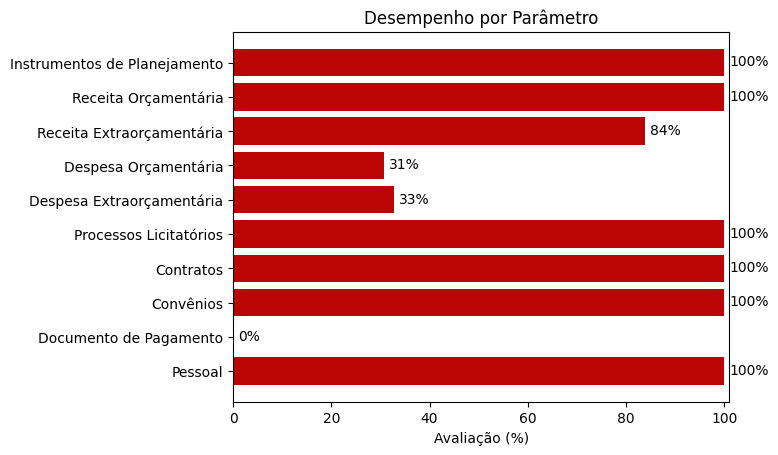 Desempenho por Parâmetro
Instrumentos de Planejamento 100%
Receita Orçamentária 100%
Receita Extraorçamentária 84%
Despesa Orçamentária 31%
Despesa Extraorçamentária 33%
Processos Licitatórios 100%
Contratos 100%
Convênios 100%
Documento de Pagamento 0%
Pessoal 100%
0 20 40 60 80 100
Avaliação (%)